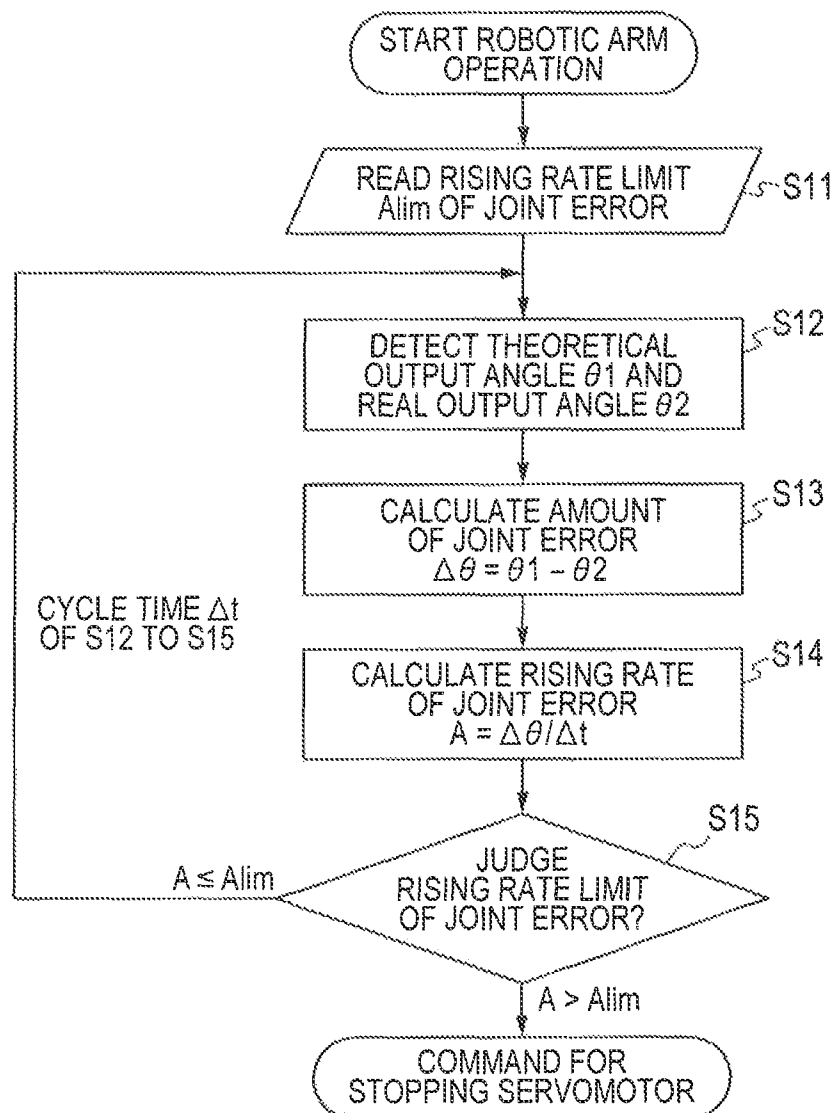 START ROBOTIC ARM
OPERATION
READ RISING RATE LIMIT
Alim OF JOINT ERROR
S11
DETECT THEORETICAL
OUTPUT ANGLE θ1 AND
REAL OUTPUT ANGLE θ2
S12
CALCULATE AMOUNT
OF JOINT ERROR
Δθ = θ1 – θ2
S13
CYCLE TIME Δt
OF S12 TO S15
CALCULATE RISING RATE
OF JOINT ERROR
A = Δθ/Δt
S14
JUDGE
RISING RATE LIMIT
OF JOINT ERROR?
S15
A ≤ Alim
A > Alim
COMMAND FOR
STOPPING SERVOMOTOR